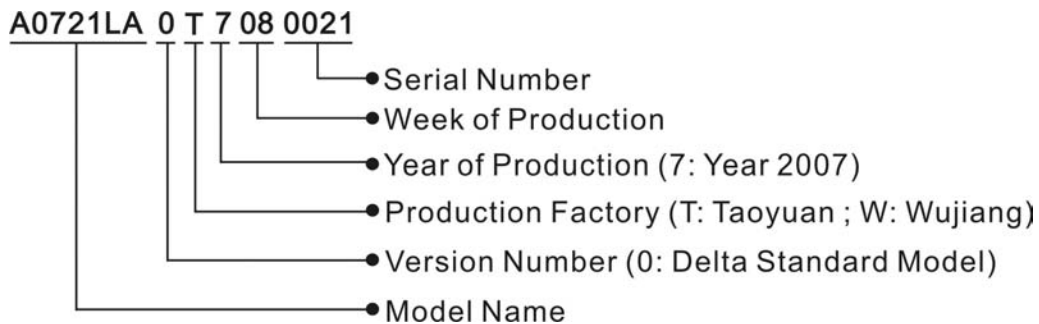 A0721LA 0 T 7 08 0021
Serial Number
Week of Production
Year of Production (7: Year 2007)
Production Factory (T: Taoyuan ; W: Wujiang)
Version Number (0: Delta Standard Model)
Model Name